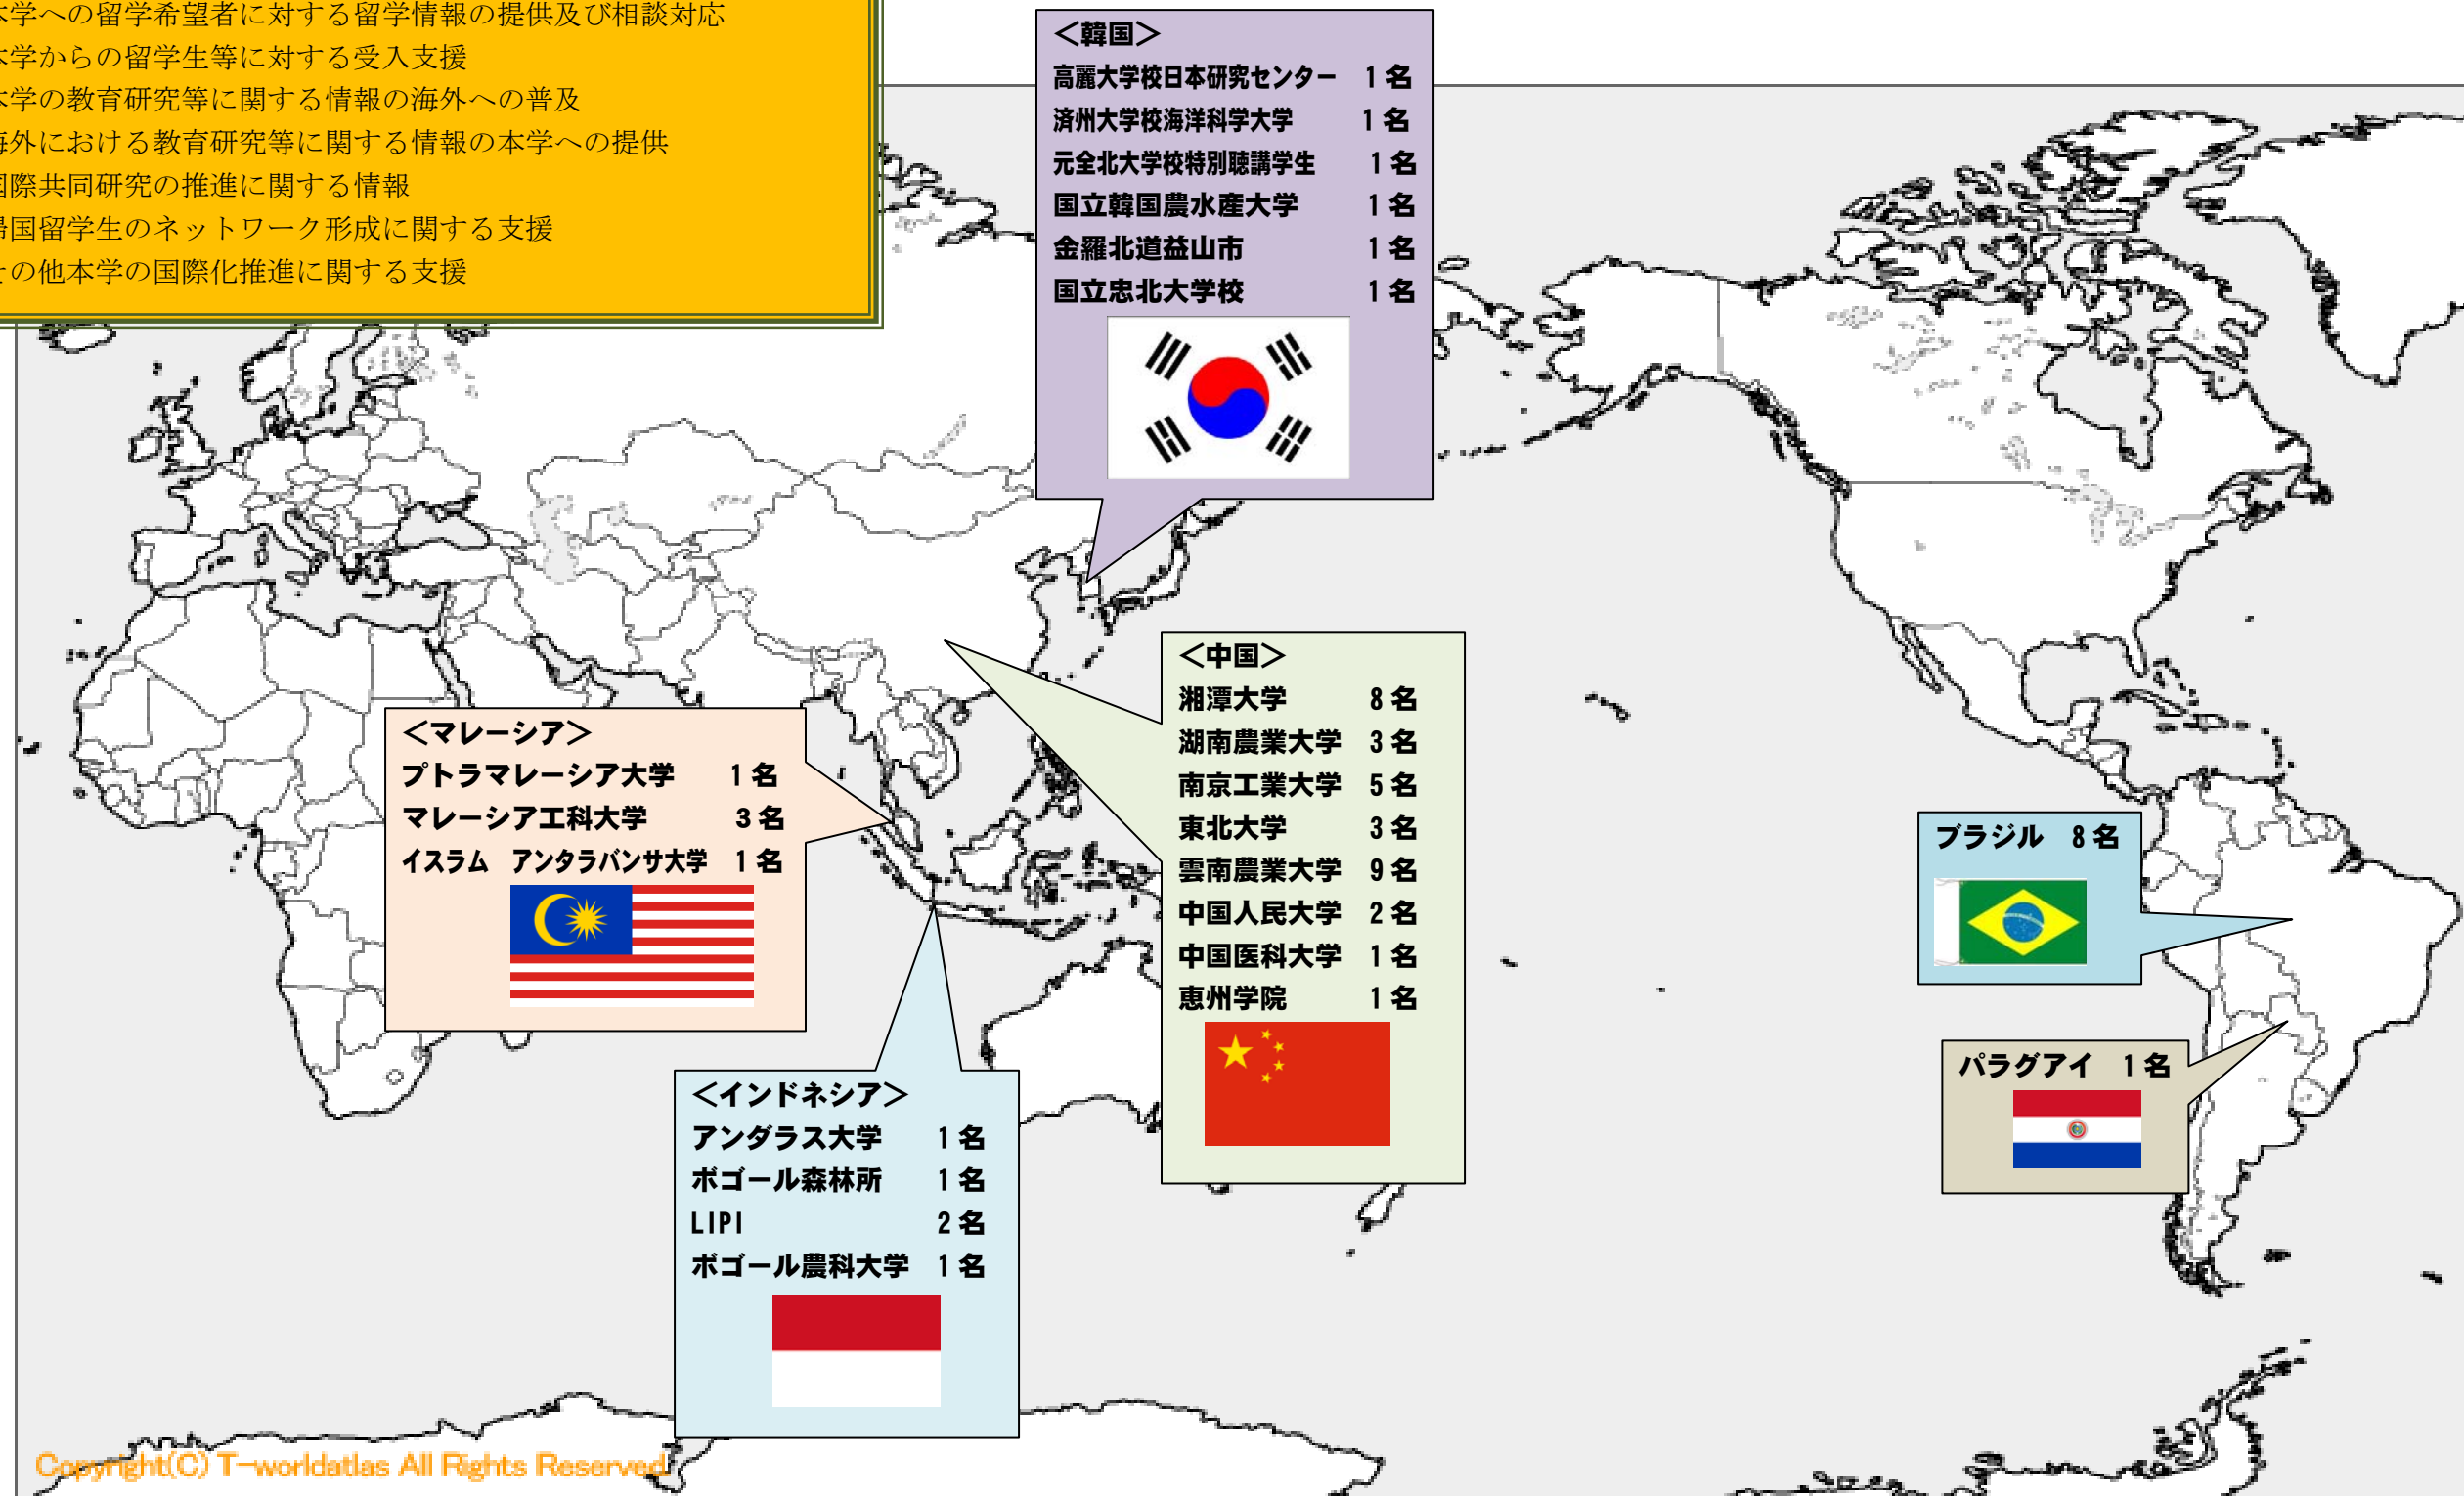 学への留学希望者に対する留学情報の提供及び相談対応
学からの留学生等に対する受入支援
学の教育研究等に関する情報の海外への普及
外における教育研究等に関する情報の本学への提供
際共同研究の推進に関する情報
国留学生のネットワーク形成に関する支援
の他本学の国際化推進に関する支援
＜韓国＞
高麗大学校日本研究センター 1名
済州大学校海洋科学大学 1名
元全北大学校特別聴講学生 1名
国立韓国農水産大学 1名
金羅北道益山市 1名
国立忠北大学校 1名
＜中国＞
湘潭大学 8名
湖南農業大学 3名
南京工業大学 5名
東北大学 3名
雲南農業大学 9名
中国人民大学 2名
中国医科大学 1名
恵州学院 1名
＜マレーシア＞
プトラマレーシア大学 1名
マレーシア工科大学 3名
イスラム アンタラバンサ大学 1名
ブラジル 8名
パラグアイ 1名
＜インドネシア＞
アンダラス大学 1名
ボゴール森林所 1名
LIPI 2名
ボゴール農科大学 1名
Copyright(C) T-worldatlas All Rights Reserved